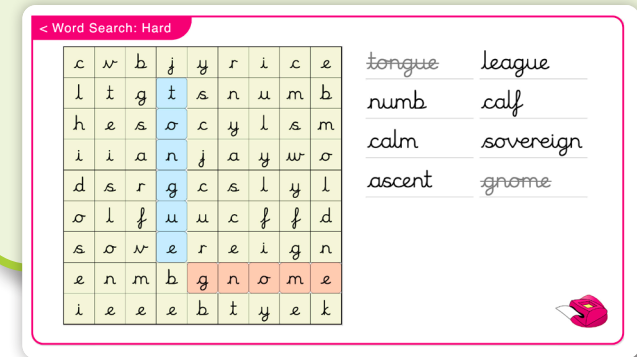 < Word Search: Hard
c v b j y r i c e
l t g t s n u m b
h e s o c y l s m
i i a n j a y w o
d s r g c s l y l
o l f u u c f f d
s o v e r e i g n
e n m b g n o m e
i e e e b t y e k
tongue league
numb calf
calm sovereign
ascent gnome